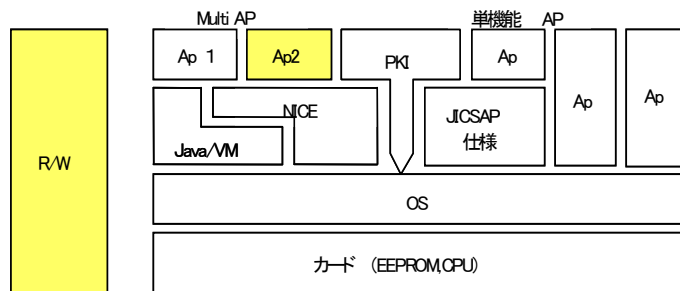 Multi AP
単機能 AP
Ap 1
Ap2
PKI
Ap
Ap
Ap
NICE
JICSAP
仕様
Java/VM
R/W
OS
カード (EEPROM,CPU)